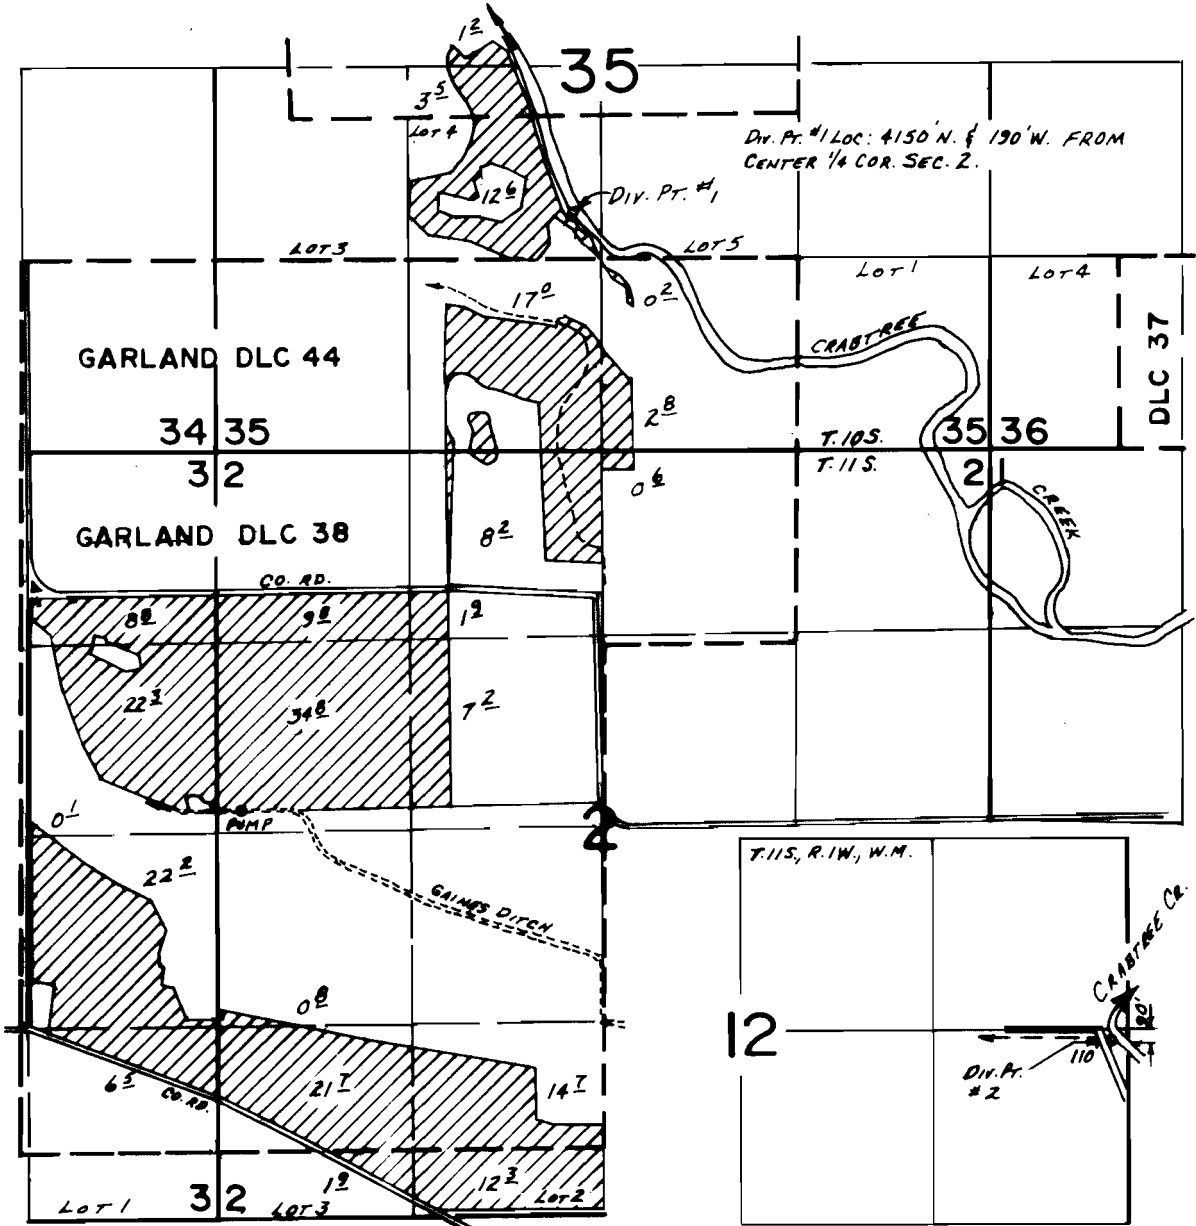 1 2
35
3 5
LOT 4
DIV. PT. #1 LOC: 4150' N. & 190' W. FROM
CENTER 1/4 COR. SEC. 2.
12 6
DIV. PT. #1
LOT 3
LOT 5
LOT 1
LOT 4
17 0
0 2
CRABTREE
DLC 37
GARLAND DLC 44
2 8
34 35
T. 10 S.
35 36
3 2
T. 11 S.
2 1
0 6
CREEK
GARLAND DLC 38
8 2
CO. RD.
8 8
9 8
1 9
22 3
34 8
7 2
0 1
PUMP
2
T. 11 S., R. 1 W., W.M.
22 2
GAINES DITCH
CRABTREE CR.
0 8
12
20'
110
DIV. PT.
#2
6 5
CO. RD.
21 7
14 7
12 3
1 9
LOT 1
3 2
LOT 3
LOT 2